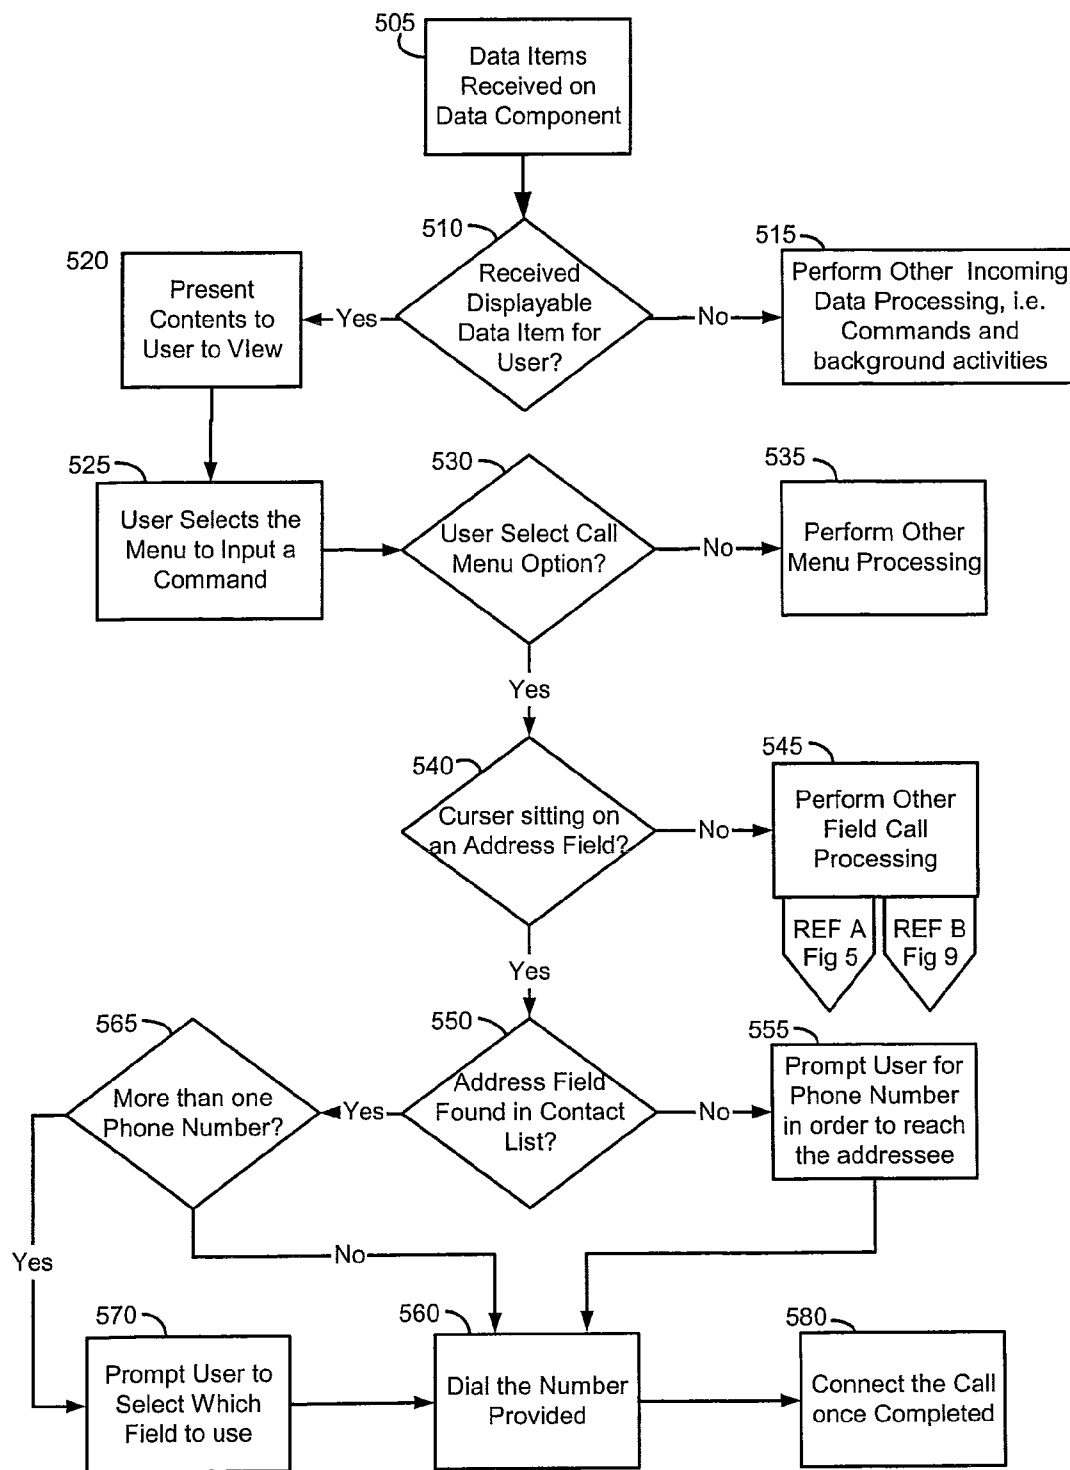 505
Data Items
Received on
Data Component
510
Received
Displayable
Data Item for
User?
Yes
No
515
Perform Other Incoming
Data Processing, i.e.
Commands and
background activities
520
Present
Contents to
User to View
525
User Selects the
Menu to Input a
Command
530
User Select Call
Menu Option?
No
535
Perform Other
Menu Processing
Yes
540
Curser sitting on
an Address Field?
No
545
Perform Other
Field Call
Processing
REF A
Fig 5
REF B
Fig 9
Yes
550
Address Field
Found in Contact
List?
No
555
Prompt User for
Phone Number
in order to reach
the addressee
Yes
565
More than one
Phone Number?
No
Yes
570
Prompt User to
Select Which
Field to use
560
Dial the Number
Provided
580
Connect the Call
once Completed